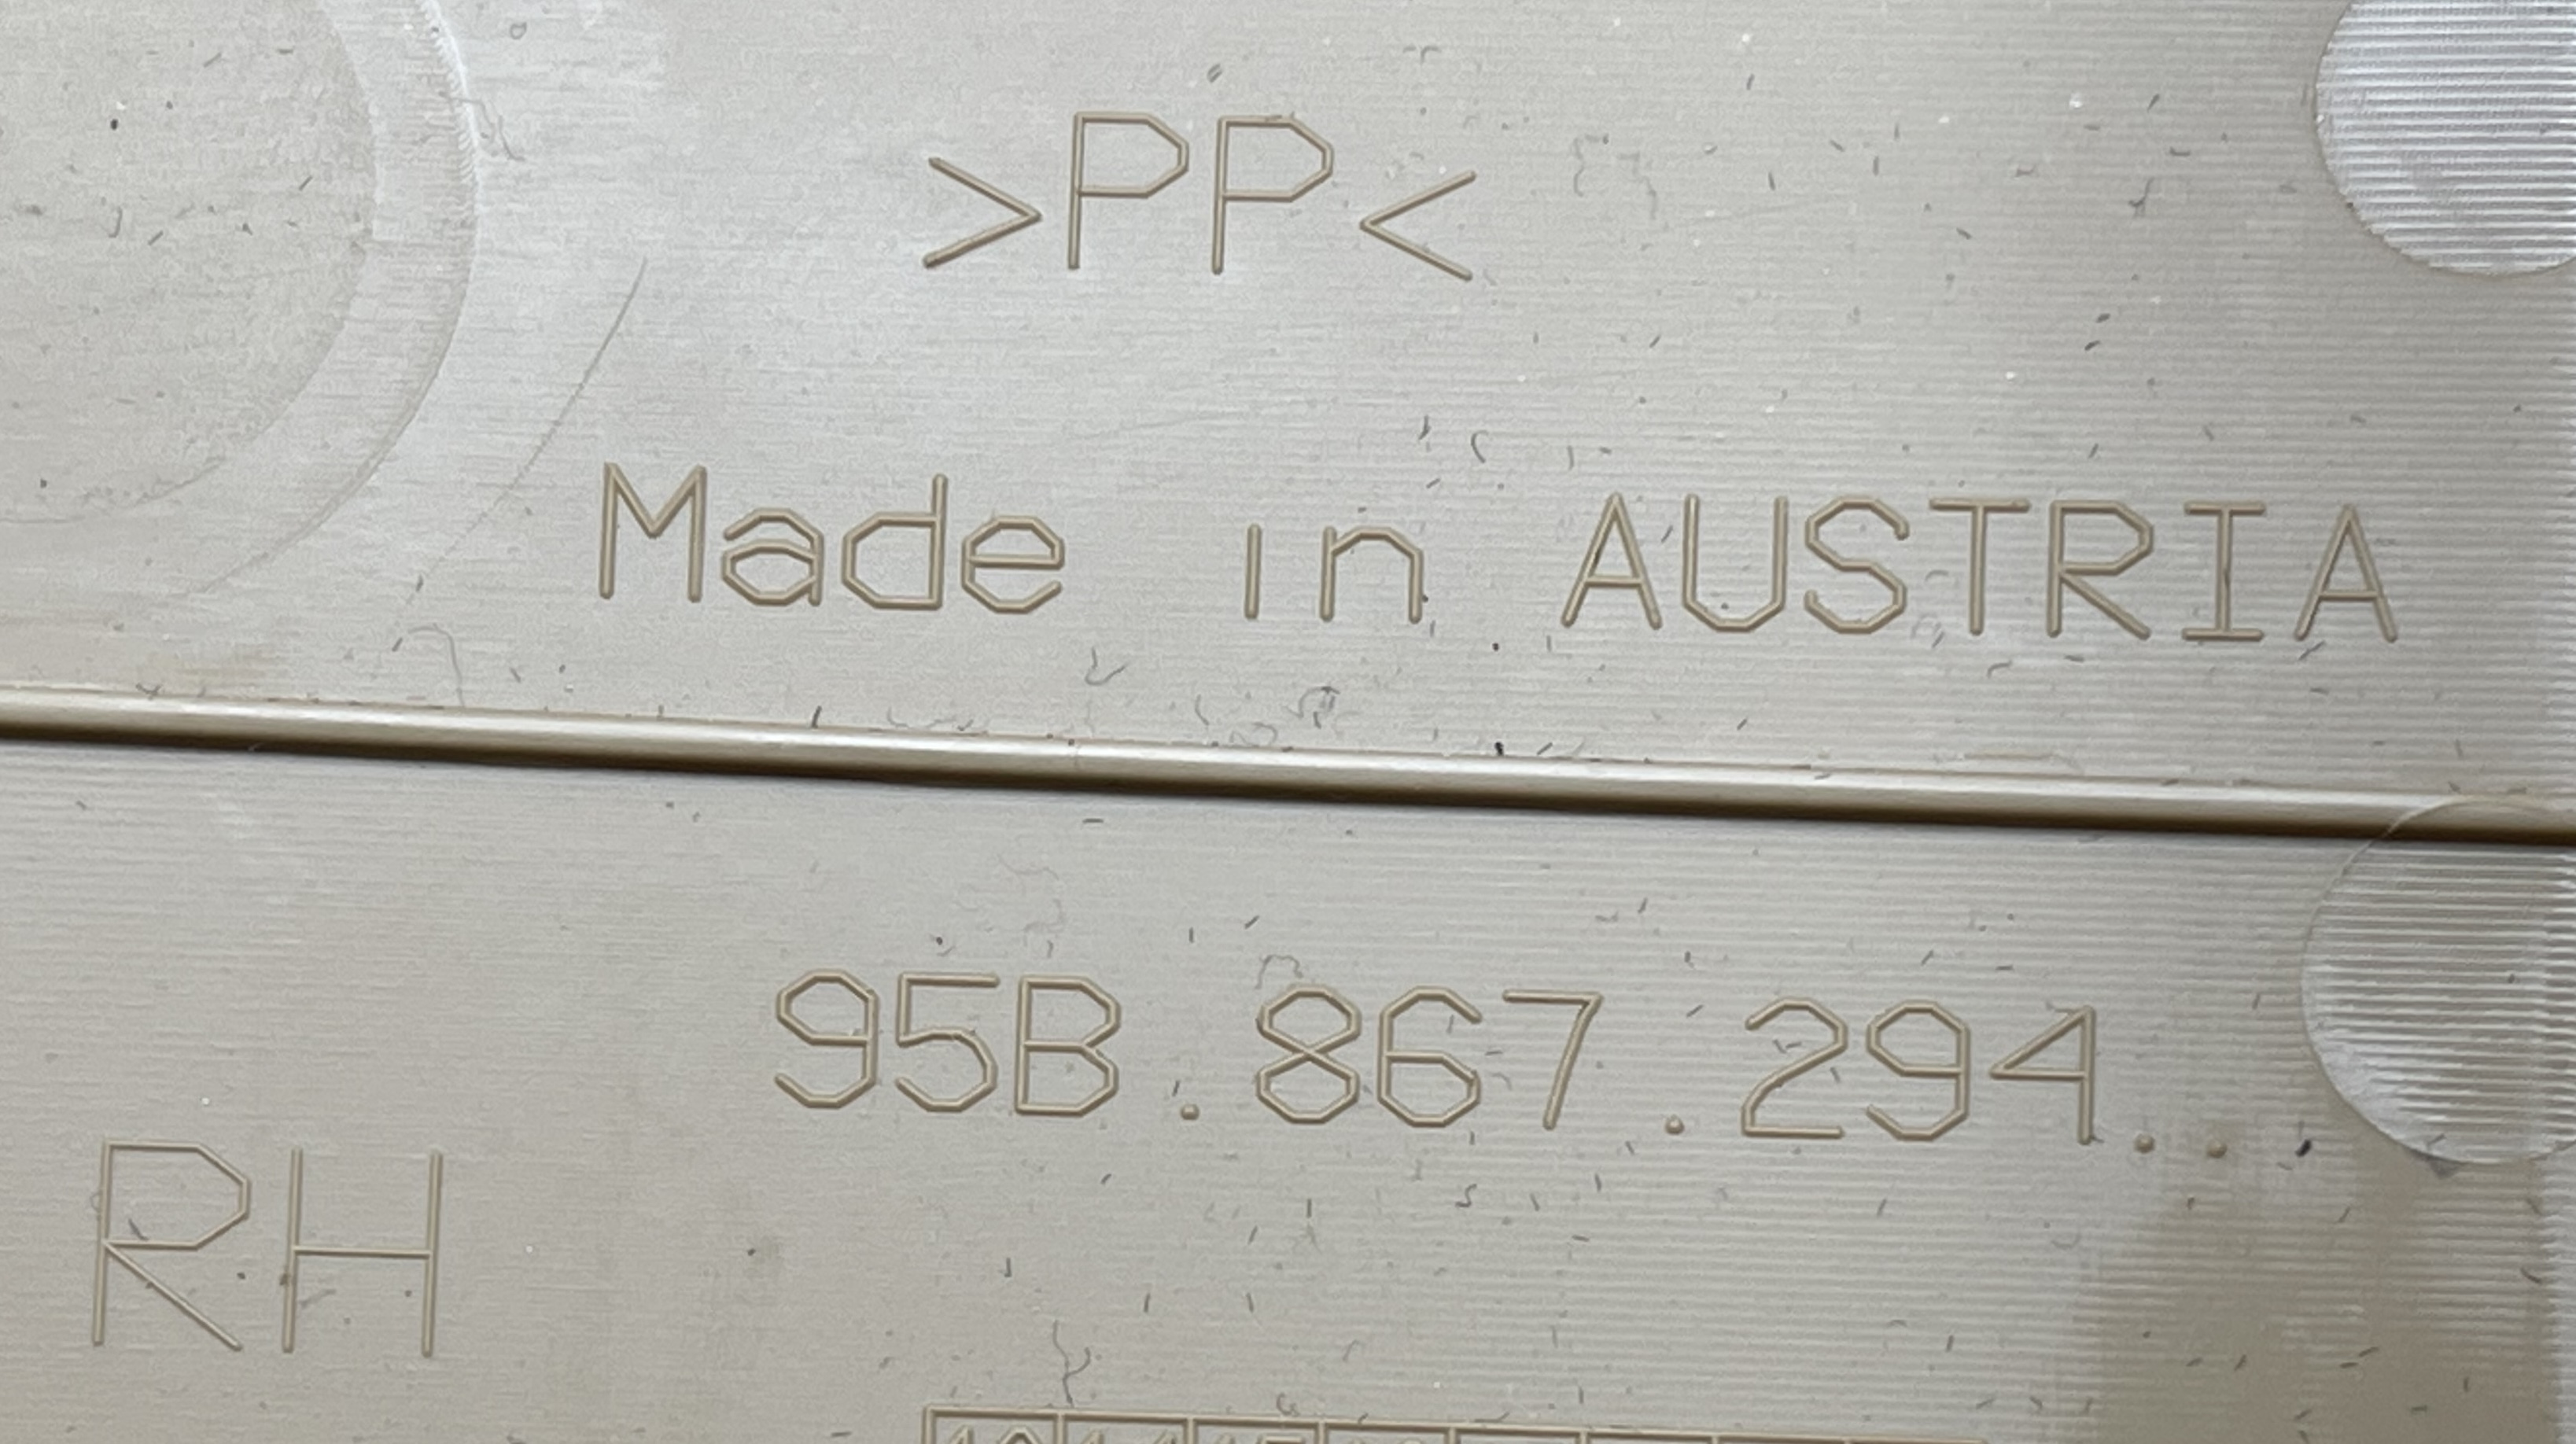 >PP<
Made in AUSTRIA
95B.867.294..
RH